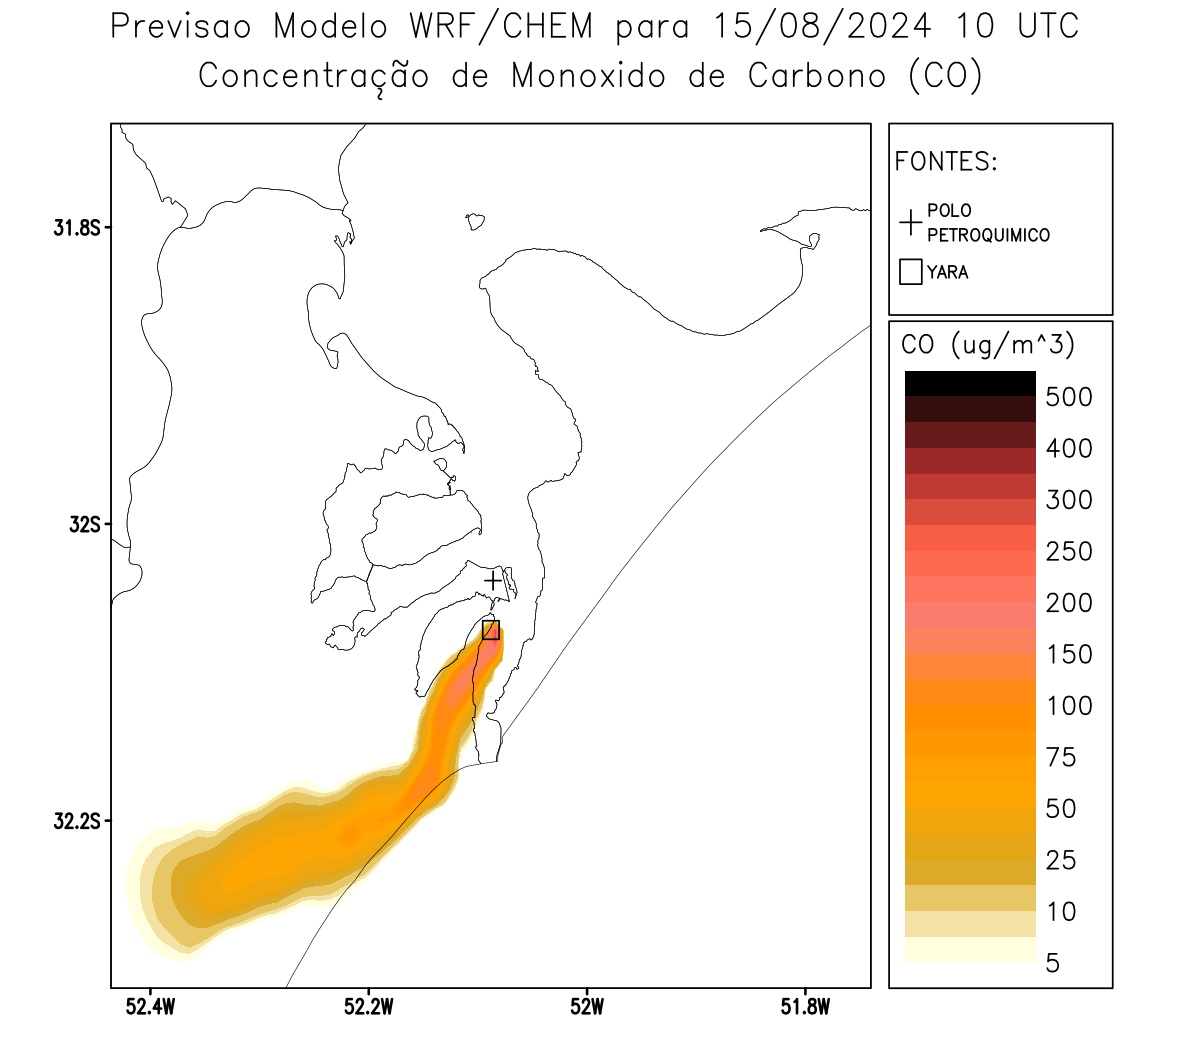 Previsao Modelo WRF/CHEM para 15/08/2024 10 UTC
Concentração de Monoxido de Carbono (CO)
FONTES:
POLO
PETROQUIMICO
YARA
CO (ug/m^3)
500
400
300
250
200
150
100
75
50
25
10
5
31.8S
32S
32.2S
52.4W
52.2W
52W
51.8W